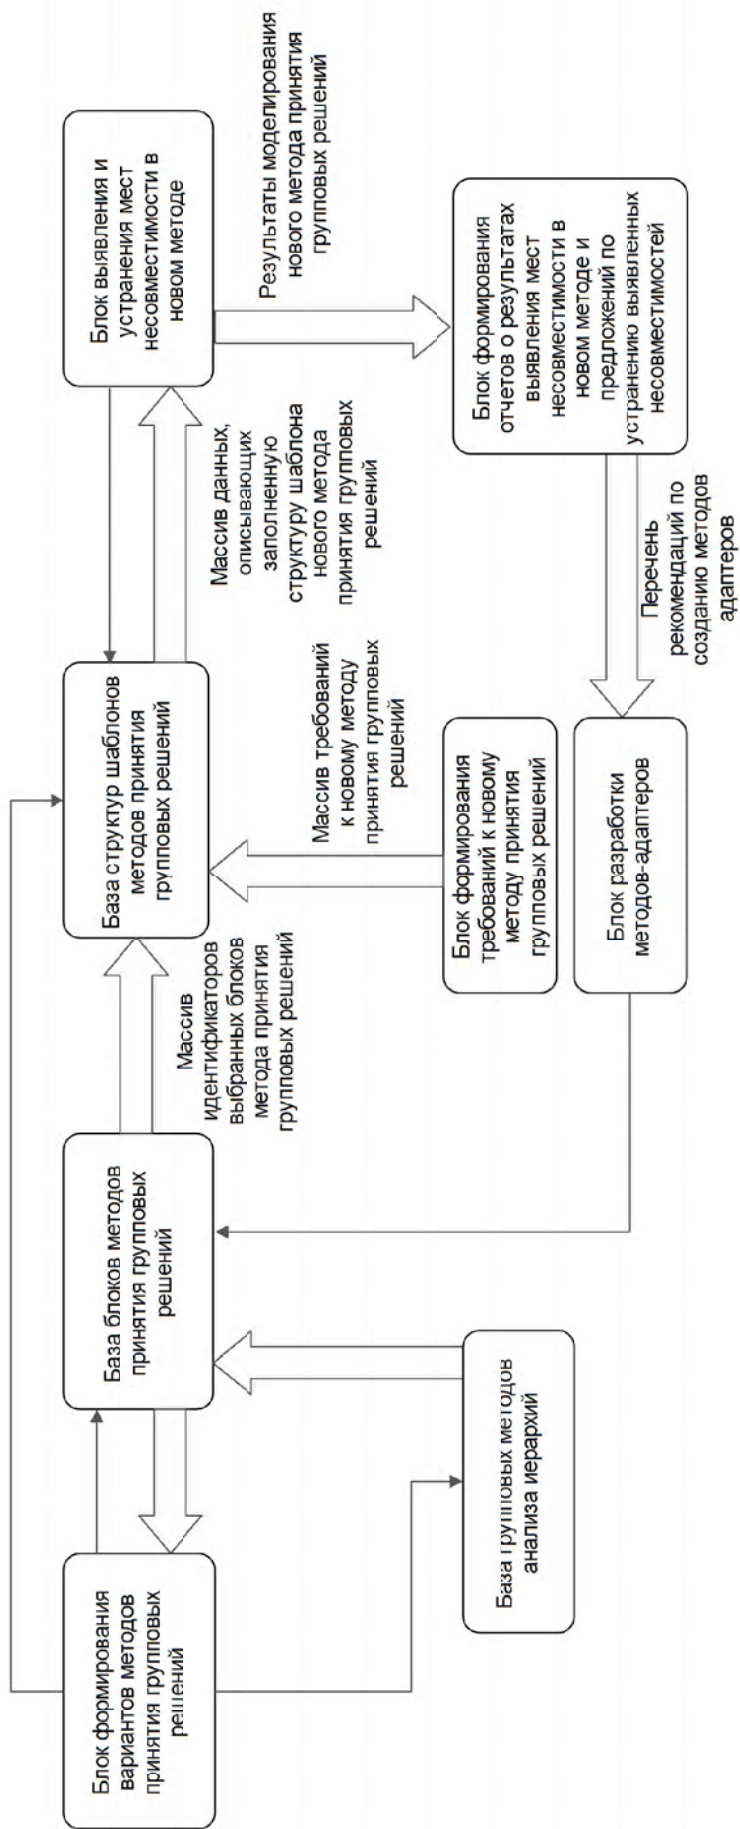 Блок формирования
вариантов методов
принятия групповых
решений
База блоков методов
принятия групповых
решений
База структур шаблонов
методов принятия
групповых решений
Блок выявления и
устранения мест
несовместимости в
новом методе
Массив
идентификаторов
выбранных блоков
метода принятия
групповых решений
Массив данных,
описывающих
заполненную
структуру шаблона
нового метода
принятия групповых
решений
Результаты моделирования
нового метода принятия
групповых решений
Массив требований
к новому методу
принятия групповых
решений
База групповых методов
анализа иерархий
Блок формирования
требований к новому
методу принятия
групповых решений
Блок формирования
отчетов о результатах
выявления мест
несовместимости в
новом методе и
предложений по
устранению выявленных
несовместимостей
Блок разработки
методов-адаптеров
Перечень
рекомендаций по
созданию методов
адаптеров